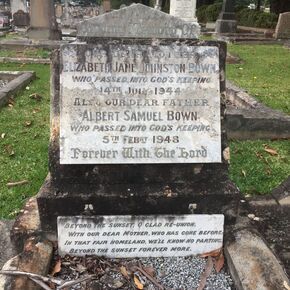 ELIZABETH JANE JOHNSTON BOWN,
WHO PASSED INTO GOD'S KEEPING
14TH JULY 1944
ALSO OUR DEAR FATHER
ALBERT SAMUEL BOWN
WHO PASSED INTO GOD'S KEEPING
5TH FEBY 1948
Forever With The Lord
BEYOND THE SUNSET, O GLAD RE-UNION,
WITH OUR DEAR MOTHER, WHO HAS GONE BEFORE,
IN THAT FAIR HOMELAND, WE'LL KNOW NO PARTING,
BEYOND THE SUNSET FOREVER MORE.